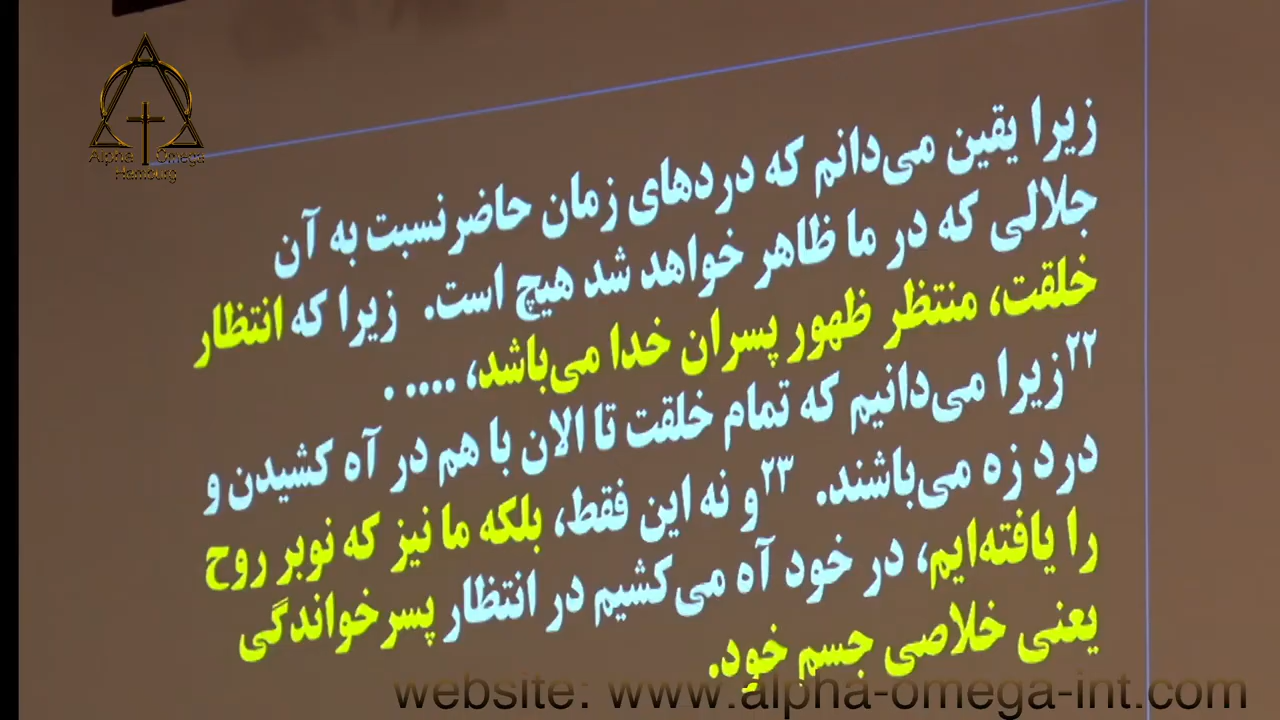 Alpha Omega
Hamburg
زیرا یقین می‌دانم که دردهای زمان حاضر نسبت به آن
جلالی که در ما ظاهر خواهد شد هیچ است. زیرا که انتظار
خلقت، منتظر ظهور پسران خدا می‌باشد، .... .
۲۲زیرا می‌دانیم که تمام خلقت تا الان با هم در آه کشیدن و
درد زه می‌باشند. ۲۳و نه این فقط، بلکه ما نیز که نوبر روح
را یافته‌ایم، در خود آه می‌کشیم در انتظار پسرخواندگی
یعنی خلاصی جسم خود.
website: www.alpha-omega-int.com